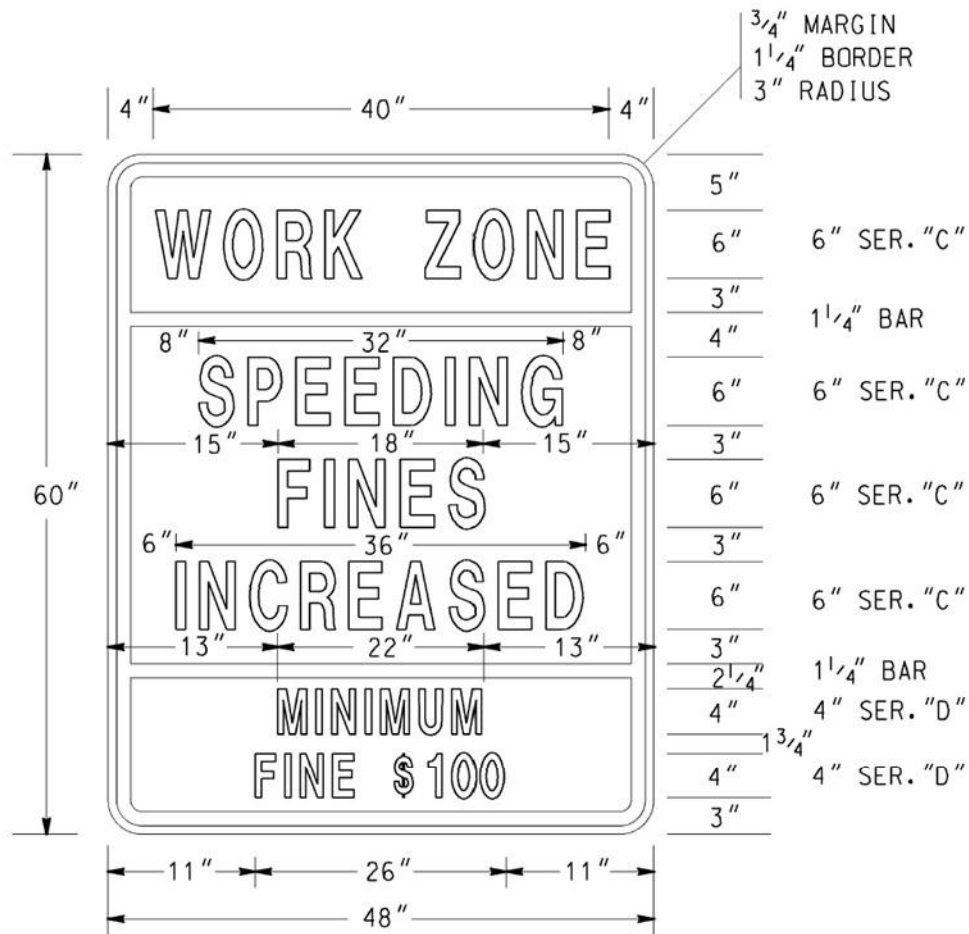 3/4" MARGIN
1 1/4" BORDER
3" RADIUS
4" 40" 4"
5"
WORK ZONE 6" 6" SER."C"
3"
1 1/4" BAR
8" 32" 8" 4"
SPEEDING 6" 6" SER."C"
15" 18" 15" 3"
60" FINES 6" 6" SER."C"
6" 36" 6" 3"
INCREASED 6" 6" SER."C"
13" 22" 13" 3"
2 1/4" 1 1/4" BAR
MINIMUM 4" 4" SER."D"
1 3/4"
FINE $100 4" 4" SER."D"
3"
11" 26" 11"
48"